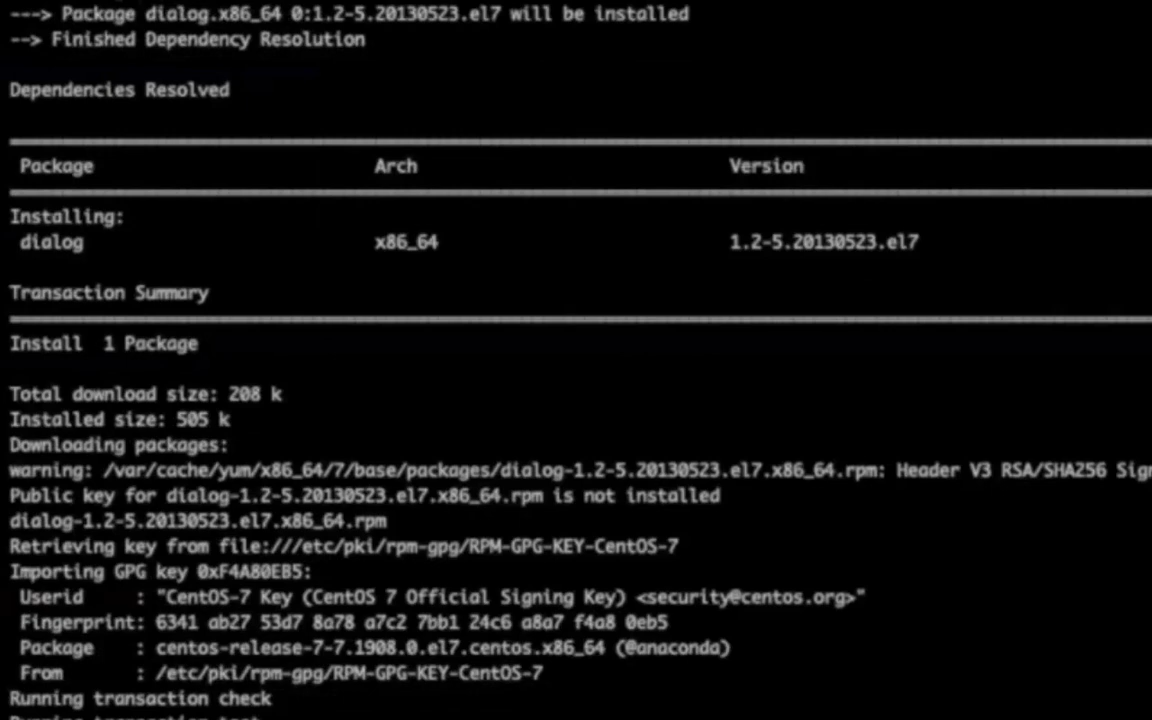 ---> Package dialog.x86_64 0:1.2-5.20130523.el7 will be installed
--> Finished Dependency Resolution
Dependencies Resolved
Package Arch Version
Installing:
dialog x86_64 1.2-5.20130523.el7
Transaction Summary
Install 1 Package
Total download size: 208 k
Installed size: 505 k
Downloading packages:
warning: /var/cache/yum/x86_64/7/base/packages/dialog-1.2-5.20130523.el7.x86_64.rpm: Header V3 RSA/SHA256 Sign
Public key for dialog-1.2-5.20130523.el7.x86_64.rpm is not installed
dialog-1.2-5.20130523.el7.x86_64.rpm
Retrieving key from file:///etc/pki/rpm-gpg/RPM-GPG-KEY-CentOS-7
Importing GPG key 0xF4A80EB5:
Userid : "CentOS-7 Key (CentOS 7 Official Signing Key) <security@centos.org>"
Fingerprint: 6341 ab27 53d7 8a78 a7c2 7bb1 24c6 a8a7 f4a8 0eb5
Package : centos-release-7-7.1908.0.el7.centos.x86_64 (@anaconda)
From : /etc/pki/rpm-gpg/RPM-GPG-KEY-CentOS-7
Running transaction check